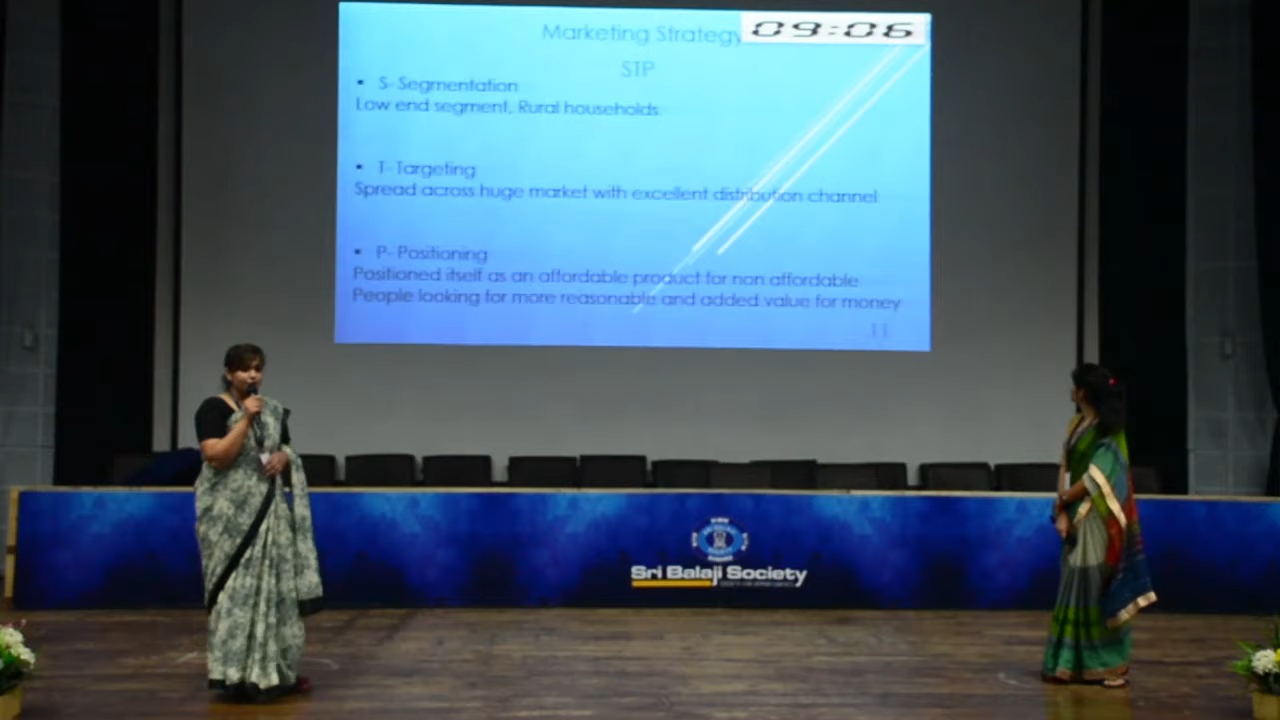 Marketing Strategy
09:06
STP
▪ S- Segmentation
Low end segment, Rural households.
▪ T- Targeting
Spread across huge market with excellent distribution channel
▪ P- Positioning
Positioned itself as an affordable product for non affordable
People looking for more reasonable and added value for money
11
Sri Balaji Society